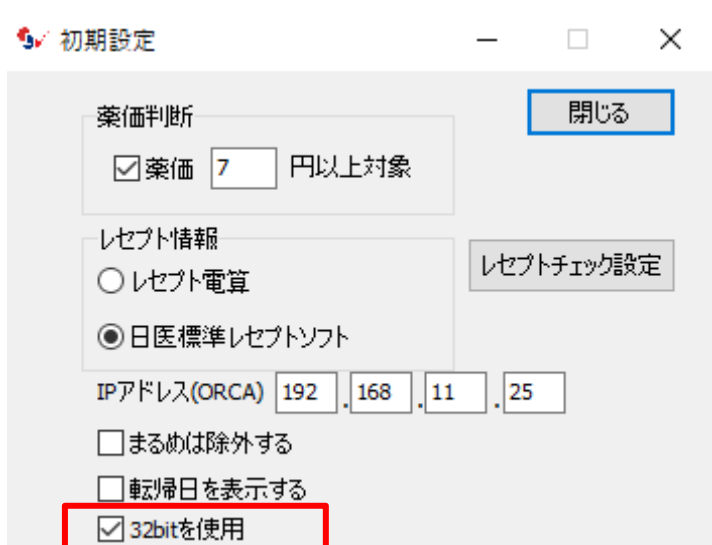 初期設定
閉じる
薬価判断
薬価 7 円以上対象
レセプト情報
レセプト電算
レセプトチェック設定
日医標準レセプトソフト
IPアドレス(ORCA) 192 . 168 . 11 . 25
まるめは除外する
転帰日を表示する
32bitを使用